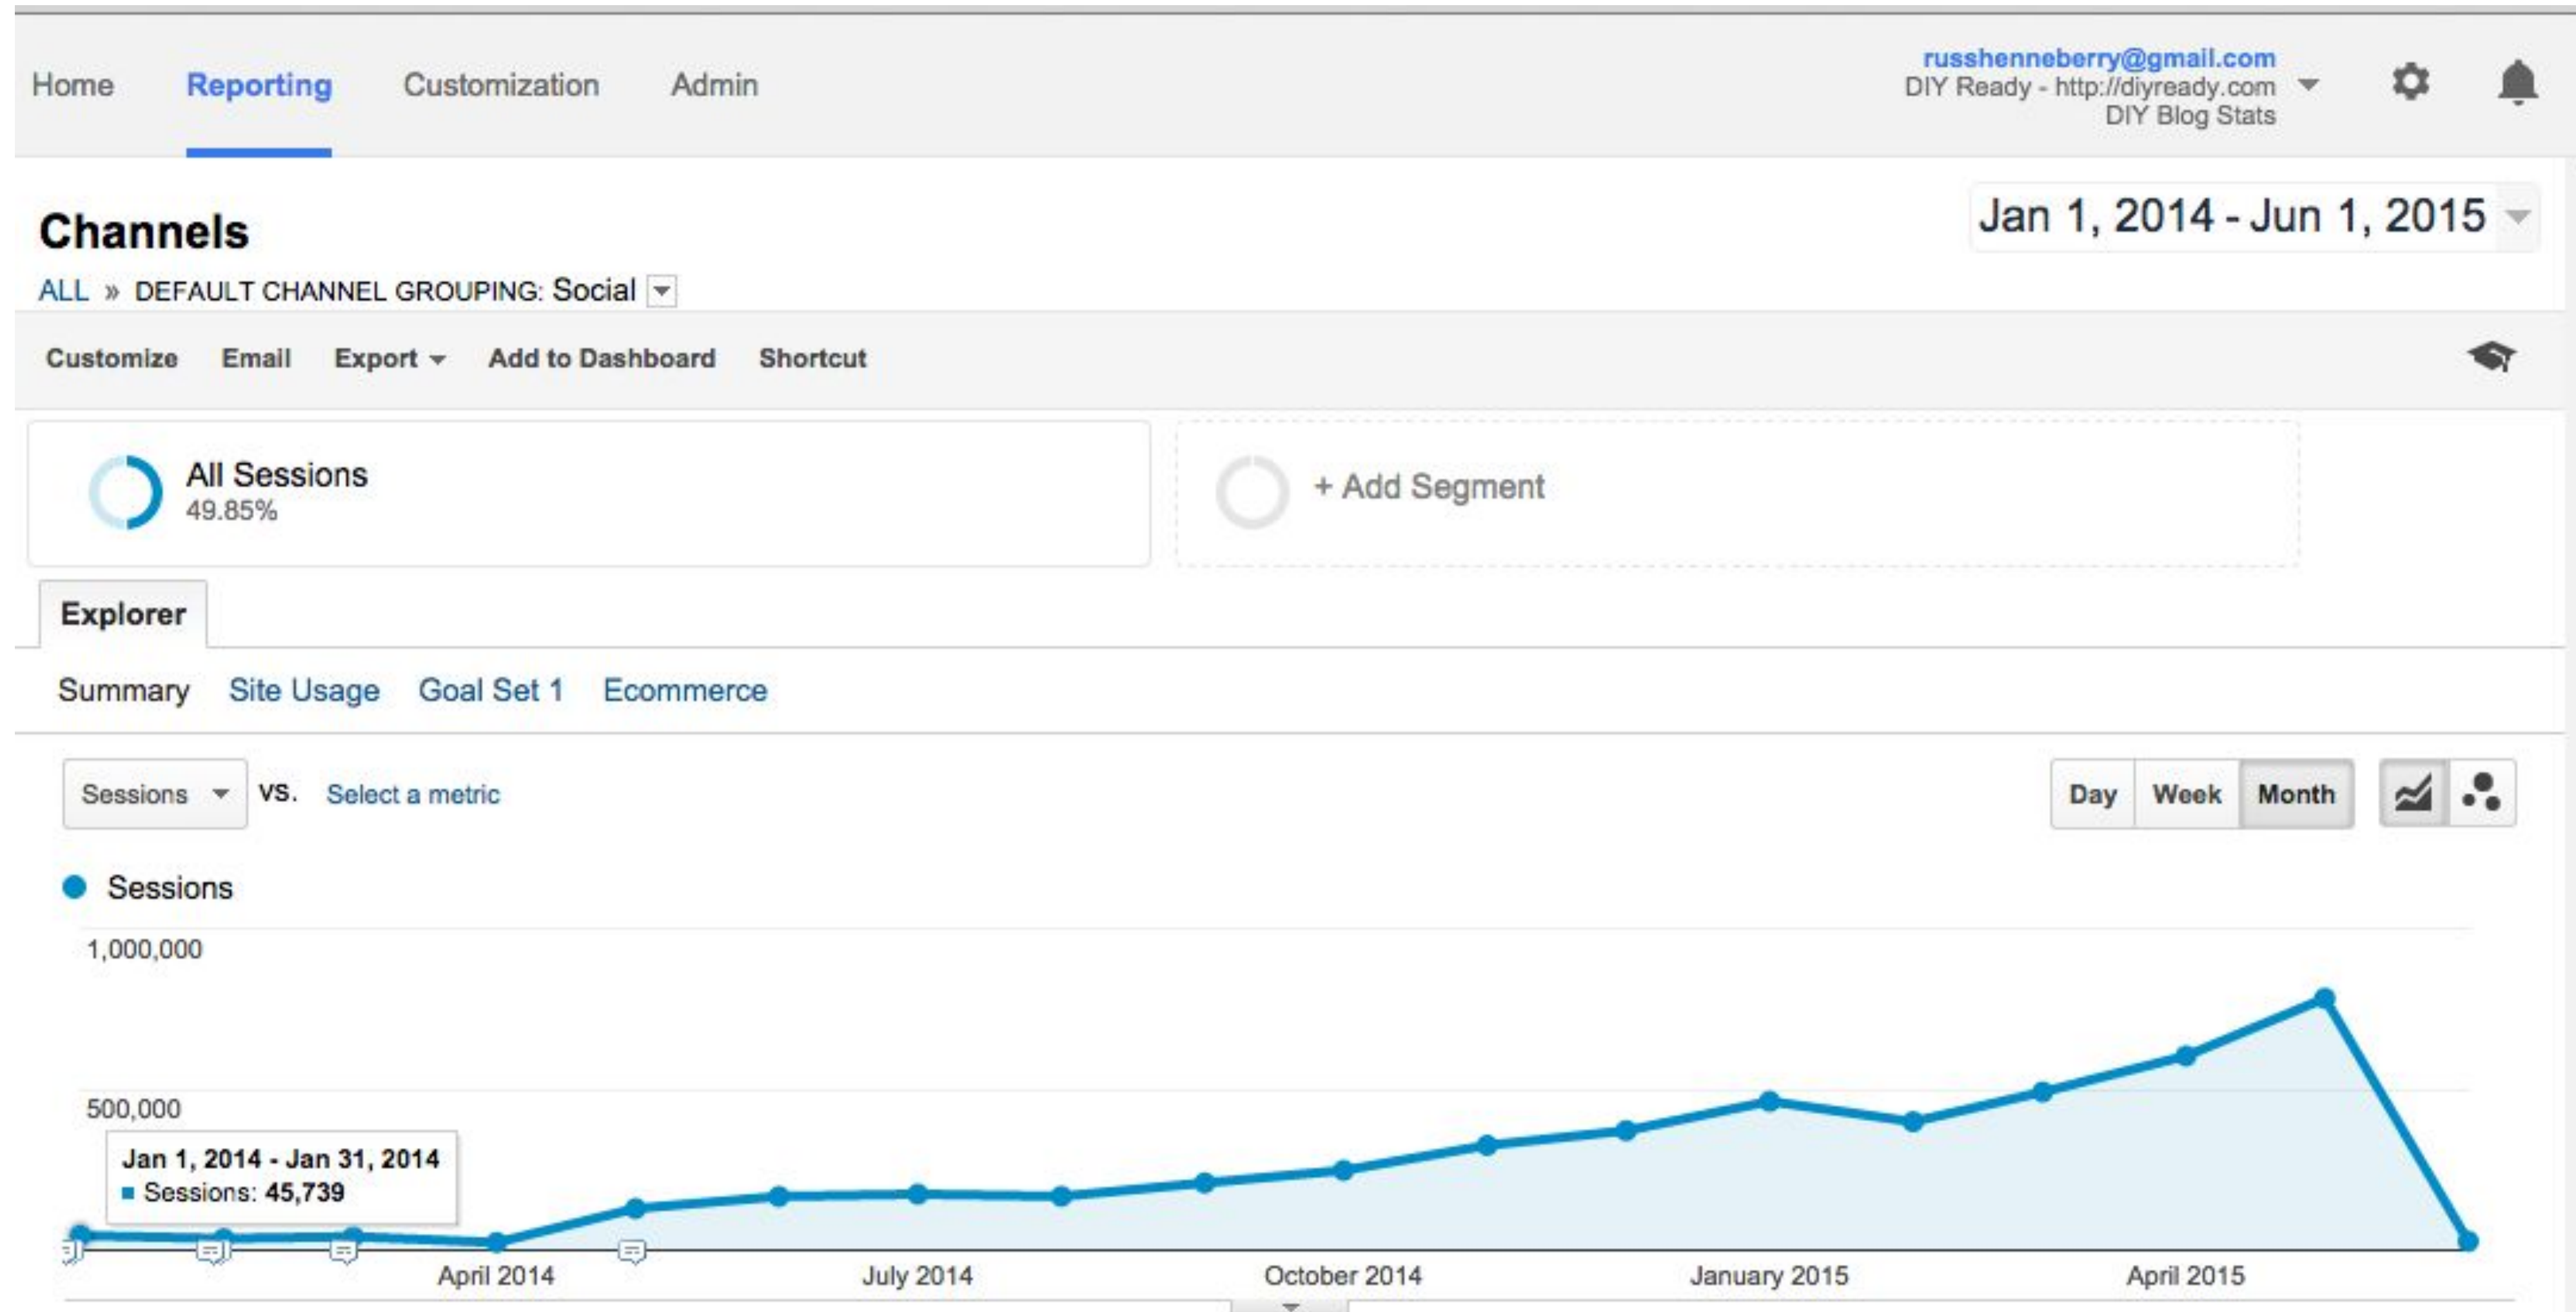 Home Reporting Customization Admin
russhenneberry@gmail.com
DIY Ready - http://diyready.com
DIY Blog Stats
Channels
Jan 1, 2014 - Jun 1, 2015
ALL » DEFAULT CHANNEL GROUPING: Social
Customize Email Export Add to Dashboard Shortcut
All Sessions
49.85%
+ Add Segment
Explorer
Summary Site Usage Goal Set 1 Ecommerce
Sessions VS. Select a metric
Day Week Month
Sessions
1,000,000
500,000
Jan 1, 2014 - Jan 31, 2014
Sessions: 45,739
April 2014 July 2014 October 2014 January 2015 April 2015